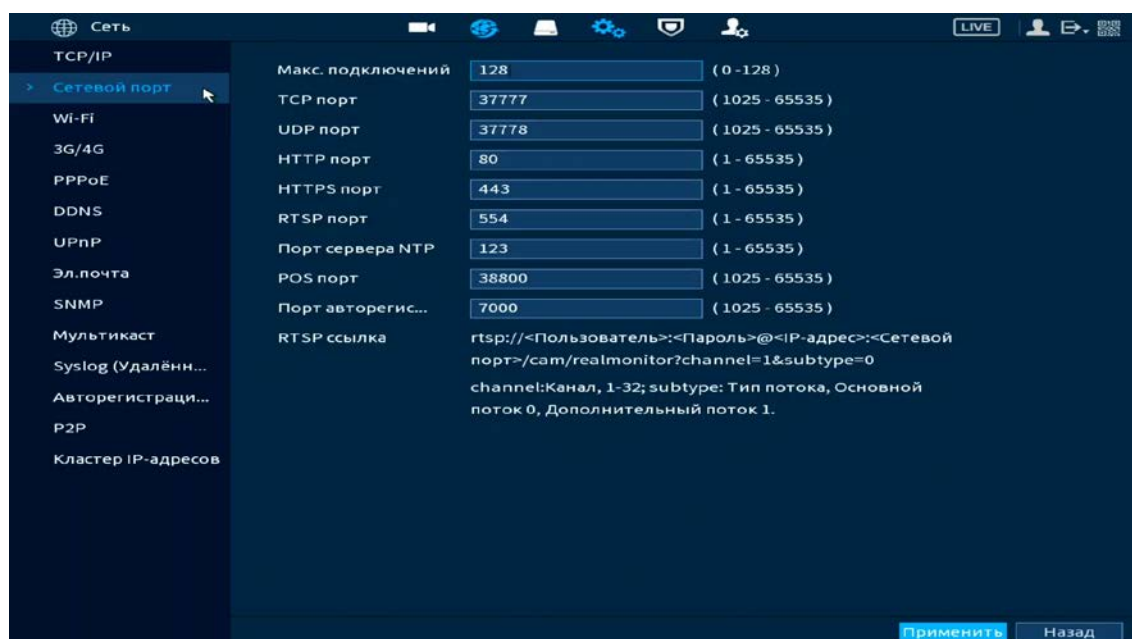 Сеть
LIVE
TCP/IP
Сетевой порт
Wi-Fi
3G/4G
PPPoE
DDNS
UPnP
Эл.почта
SNMP
Мультикаст
Syslog (Удалённ...
Авторегистраци...
P2P
Кластер IP-адресов
Макс. подключений 128 ( 0 -128 )
TCP порт 37777 ( 1025 - 65535 )
UDP порт 37778 ( 1025 - 65535 )
HTTP порт 80 ( 1 - 65535 )
HTTPS порт 443 ( 1 - 65535 )
RTSP порт 554 ( 1 - 65535 )
Порт сервера NTP 123 ( 1 - 65535 )
POS порт 38800 ( 1025 - 65535 )
Порт авторегис... 7000 ( 1025 - 65535 )
RTSP ссылка rtsp://<Пользователь>:<Пароль>@<IP-адрес>:<Сетевой
порт>/cam/realmonitor?channel=1&subtype=0
channel:Канал, 1-32; subtype: Тип потока, Основной
поток 0, Дополнительный поток 1.
Применить Назад